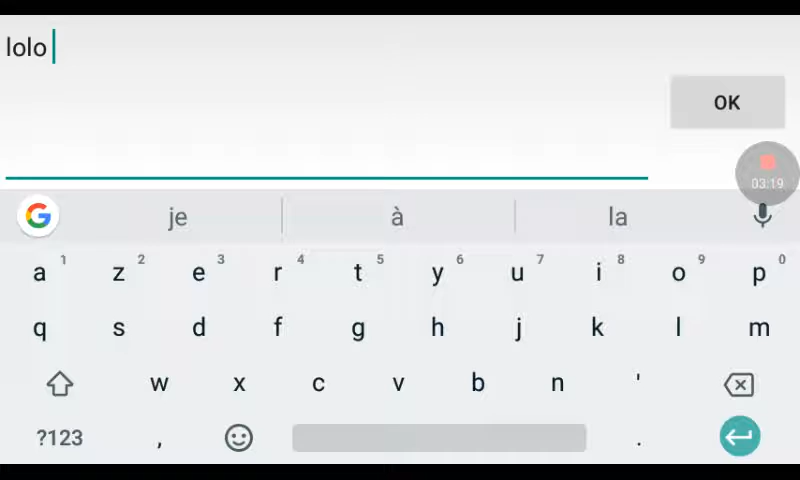 lolo
OK
03:19
je à la
a 1 z 2 e 3 r 4 t 5 y 6 u 7 i 8 o 9 p 0
q s d f g h j k l m
w x c v b n '
?123 , .